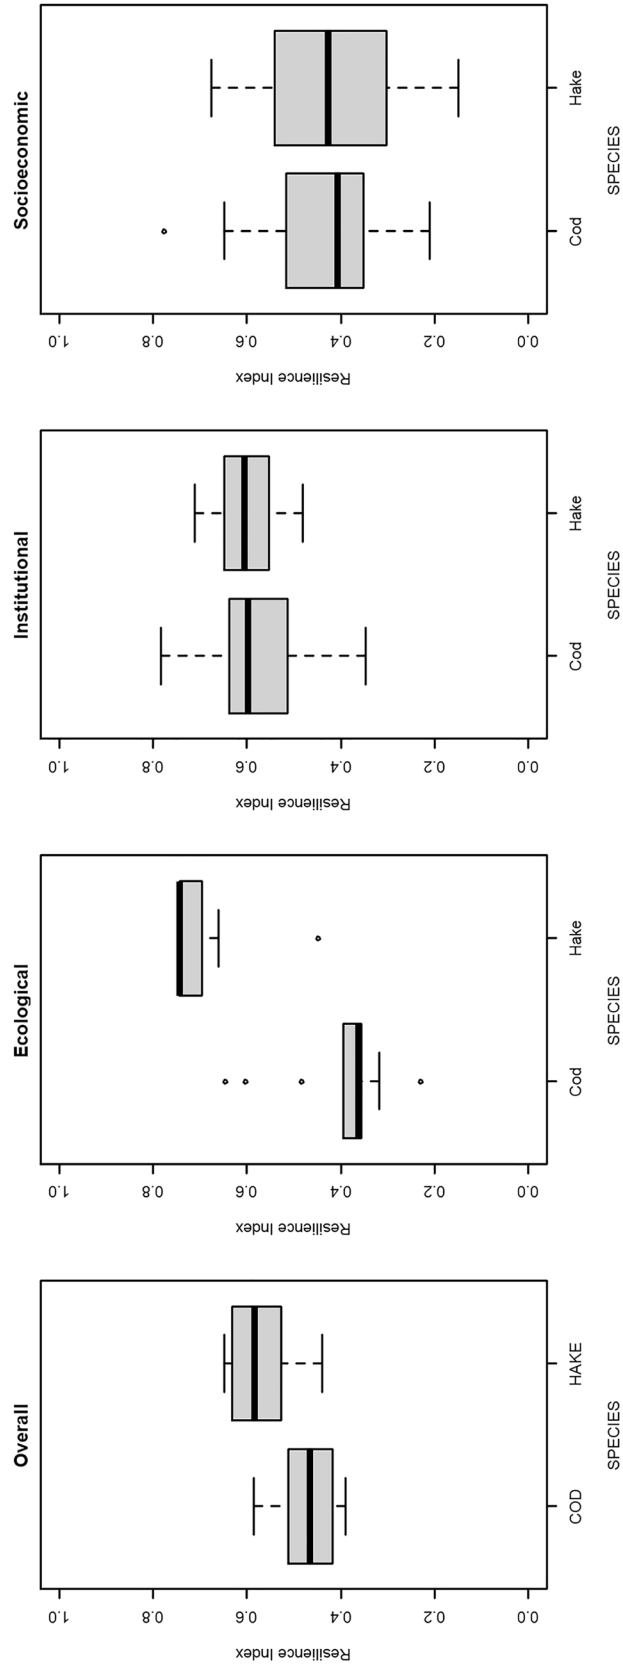 Overall
Resilience Index
1.0
0.8
0.6
0.4
0.2
0.0
COD
HAKE
SPECIES
Ecological
Resilience Index
1.0
0.8
0.6
0.4
0.2
0.0
Cod
Hake
SPECIES
Institutional
Resilience Index
1.0
0.8
0.6
0.4
0.2
0.0
Cod
Hake
SPECIES
Socioeconomic
Resilience Index
1.0
0.8
0.6
0.4
0.2
0.0
Cod
Hake
SPECIES